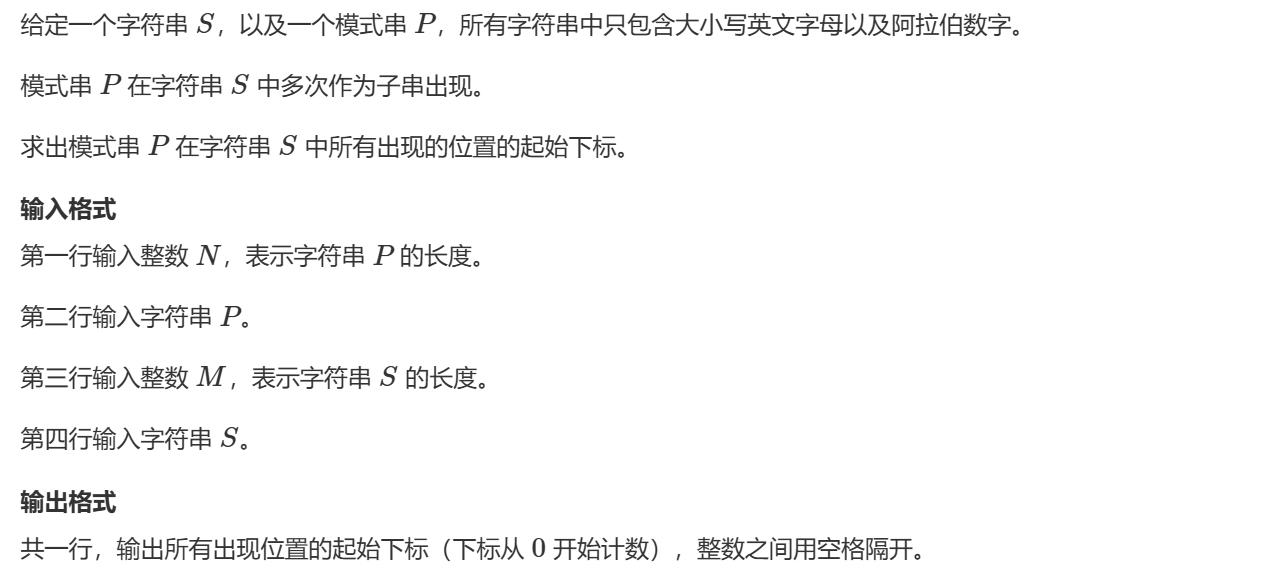 给定一个字符串 S，以及一个模式串 P，所有字符串中只包含大小写英文字母以及阿拉伯数字。
模式串 P 在字符串 S 中多次作为子串出现。
求出模式串 P 在字符串 S 中所有出现的位置的起始下标。
输入格式
第一行输入整数 N，表示字符串 P 的长度。
第二行输入字符串 P。
第三行输入整数 M，表示字符串 S 的长度。
第四行输入字符串 S。
输出格式
共一行，输出所有出现位置的起始下标（下标从 0 开始计数），整数之间用空格隔开。